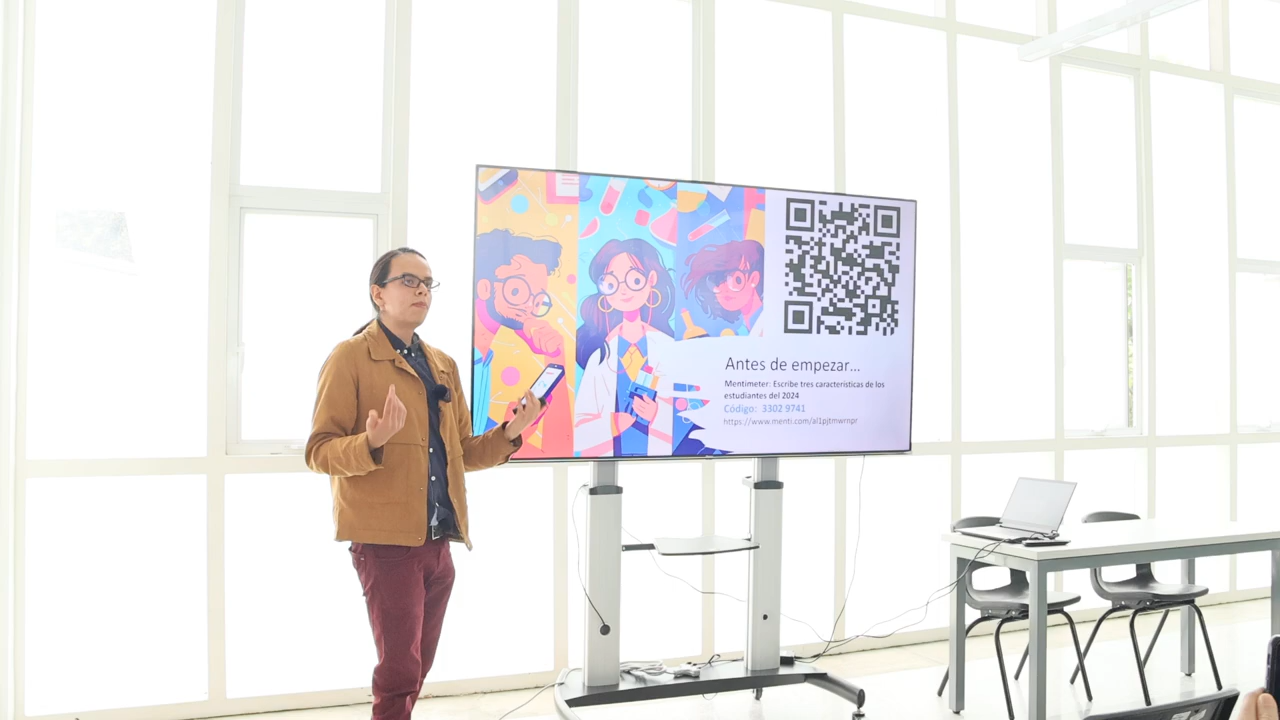 Antes de empezar...
Mentimeter: Escribe tres características de los
estudiantes del 2024
Código: 3302 9741
https://www.menti.com/al1pjtmwrnpr